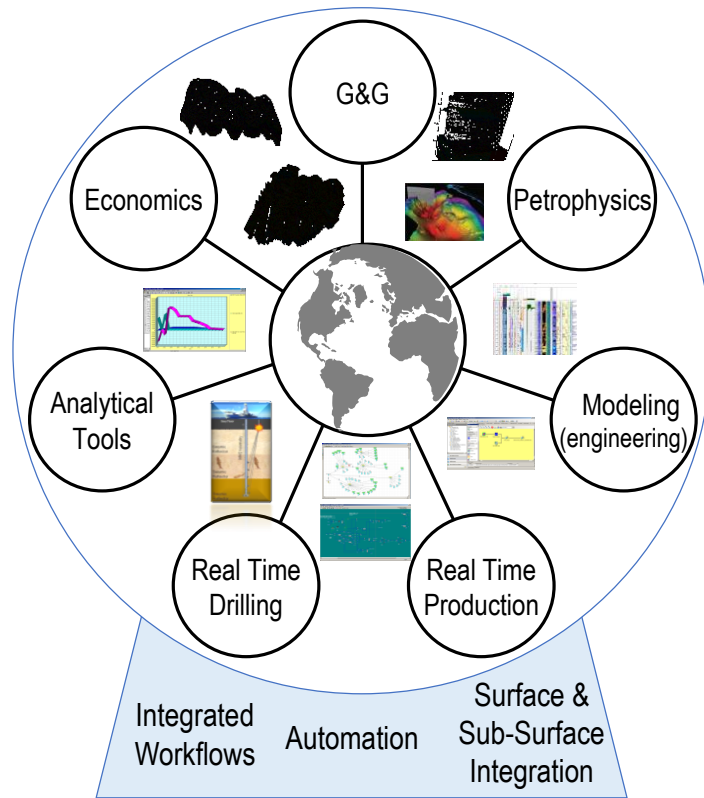 G&G
Economics
Petrophysics
Analytical
Tools
Modeling
(engineering)
Real Time
Drilling
Real Time
Production
Integrated
Workflows
Automation
Surface &
Sub-Surface
Integration